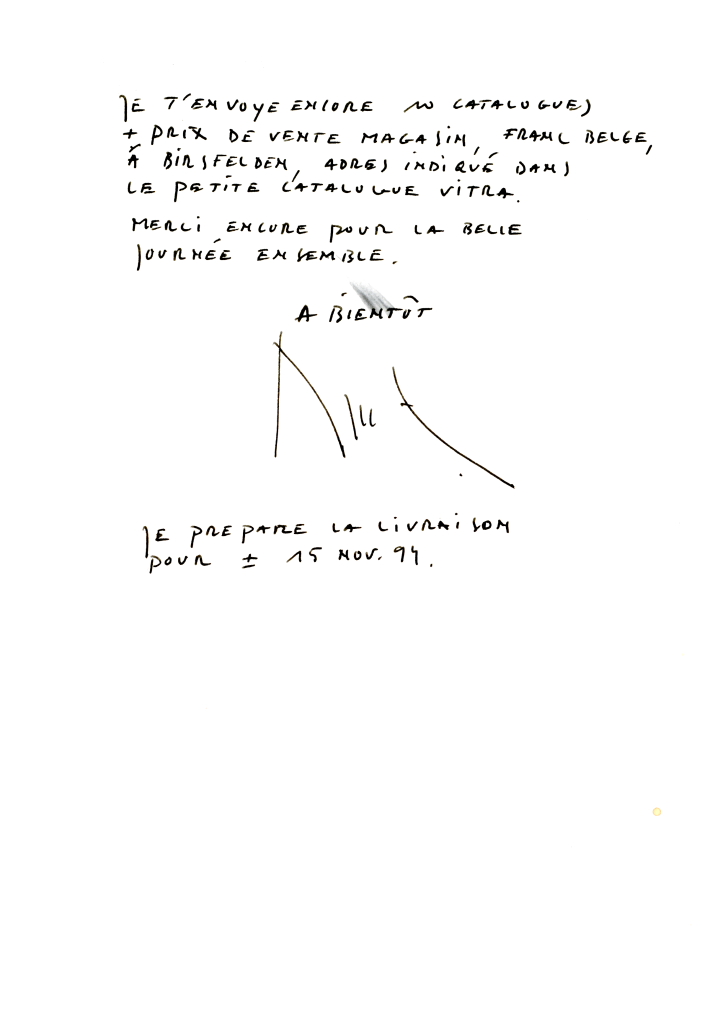 JE T'ENVOYE ENCORE 10 CATALOGUES
+ PRIX DE VENTE MAGASIN, FRANC BELGE,
À BIRSFELDEN, ADRES INDIQUÉ DANS
LE PETITE CATALOGUE VITRA.
MERCI ENCORE POUR LA BELLE
JOURNÉE ENSEMBLE.
A BIENTÔT
JE PREPARE LA LIVRAISON
POUR ± 15 NOV. 94.